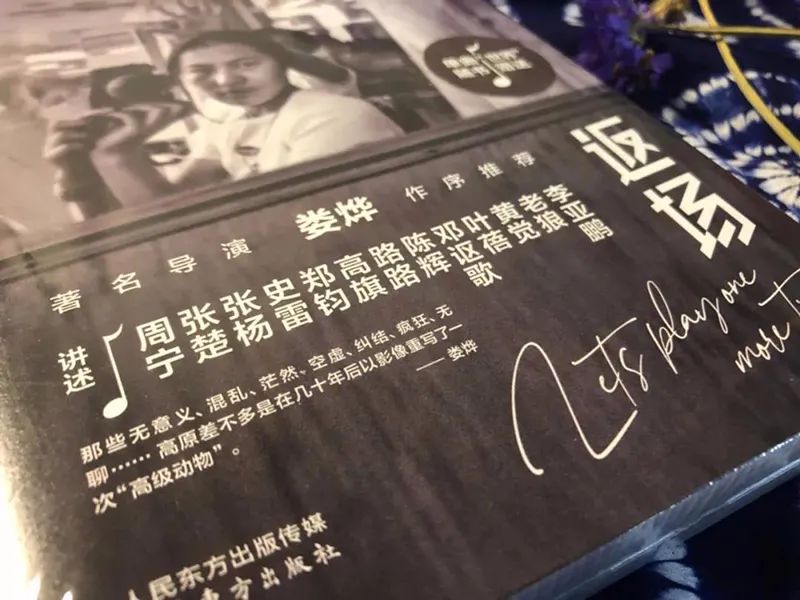 返场
Let's play one
more
著名导演 娄烨 作序推荐
讲述
周宁
张楚
张杨
史雷
郑钧
高旗
路路
陈辉
邓讴歌
叶蓓
黄觉
老狼
李亚鹏
那些无意义、混乱、茫然、空虚、纠结、疯狂、无
聊……高原差不多是在几十年后以影像重写了一
次“高级动物”。
——娄烨
人民东方出版传媒
东方出版社